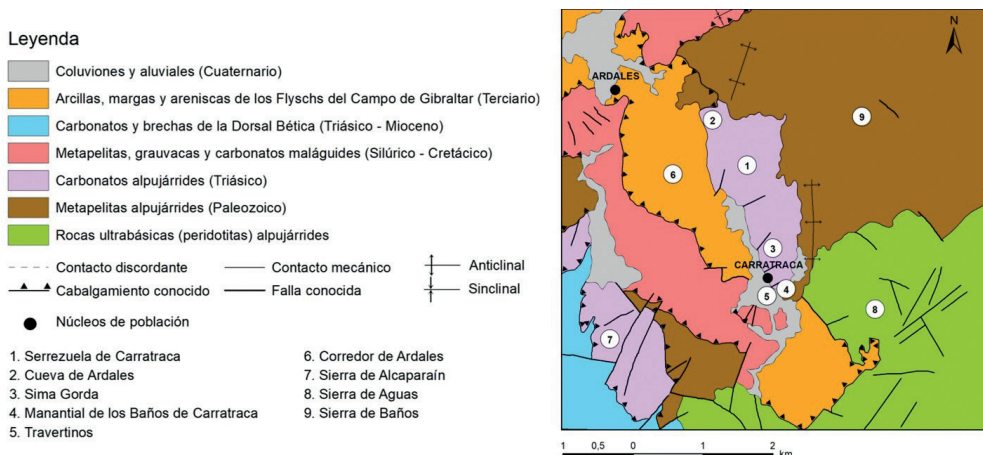 Leyenda
Coluviones y aluviales (Cuaternario)
Arcillas, margas y areniscas de los Flyschs del Campo de Gibraltar (Terciario)
Carbonatos y brechas de la Dorsal Bética (Triásico - Mioceno)
Metapelitas, grauvacas y carbonatos maláguides (Silúrico - Cretácico)
Carbonatos alpujárrides (Triásico)
Metapelitas alpujárrides (Paleozoico)
Rocas ultrabásicas (peridotitas) alpujárrides
Contacto discordante
Contacto mecánico
Anticlinal
Cabalgamiento conocido
Falla conocida
Sinclinal
Núcleos de población
1. Serrezuela de Carratraca
2. Cueva de Ardales
3. Sima Gorda
4. Manantial de los Baños de Carratraca
5. Travertinos
6. Corredor de Ardales
7. Sierra de Alcaparaín
8. Sierra de Aguas
9. Sierra de Baños
N
ARDALES
2
9
1
6
3
CARRATRACA
4
5
8
7
1 0,5 0 1 2
km